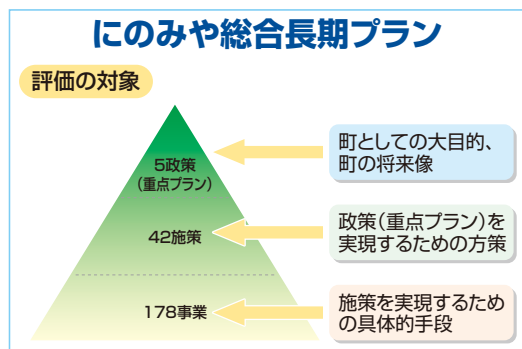 にのみや総合長期プラン
評価の対象
5政策
(重点プラン)
町としての大目的、
町の将来像
42施策
政策(重点プラン)を
実現するための方策
178事業
施策を実現するため
の具体的手段